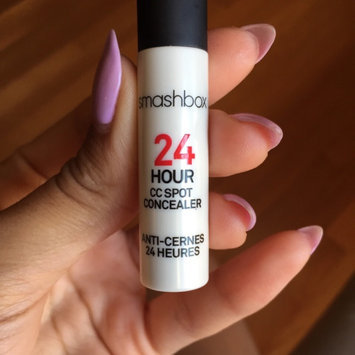 smashbox
24
HOUR
CC SPOT
CONCEALER
ANTI-CERNES
24 HEURES